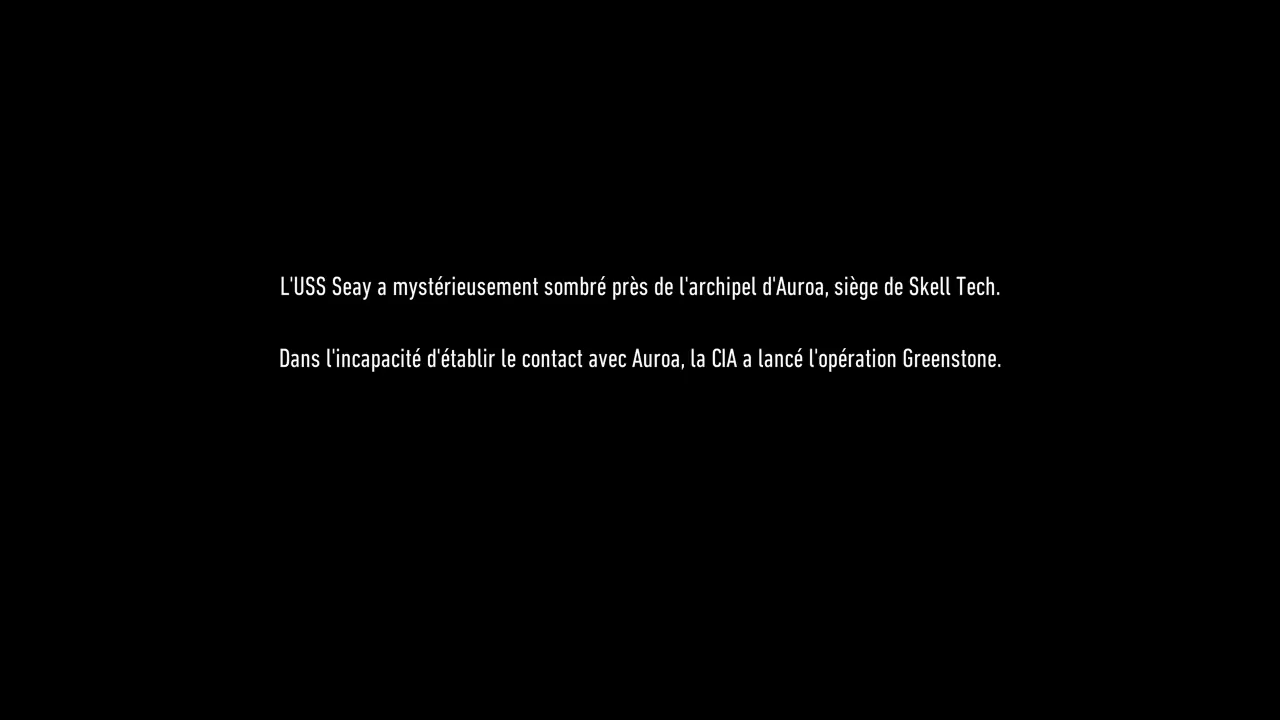 L'USS Seay a mystérieusement sombré près de l'archipel d'Auroa, siège de Skell Tech.
Dans l'incapacité d'établir le contact avec Auroa, la CIA a lancé l'opération Greenstone.